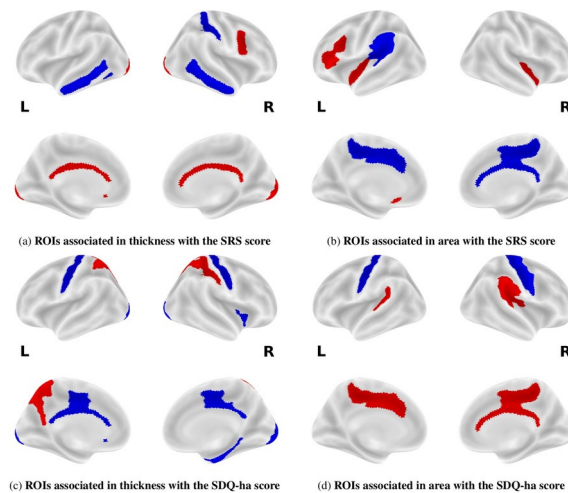 L R L R
(a) ROIs associated in thickness with the SRS score (b) ROIs associated in area with the SRS score
L R L R
(c) ROIs associated in thickness with the SDQ-ha score (d) ROIs associated in area with the SDQ-ha score